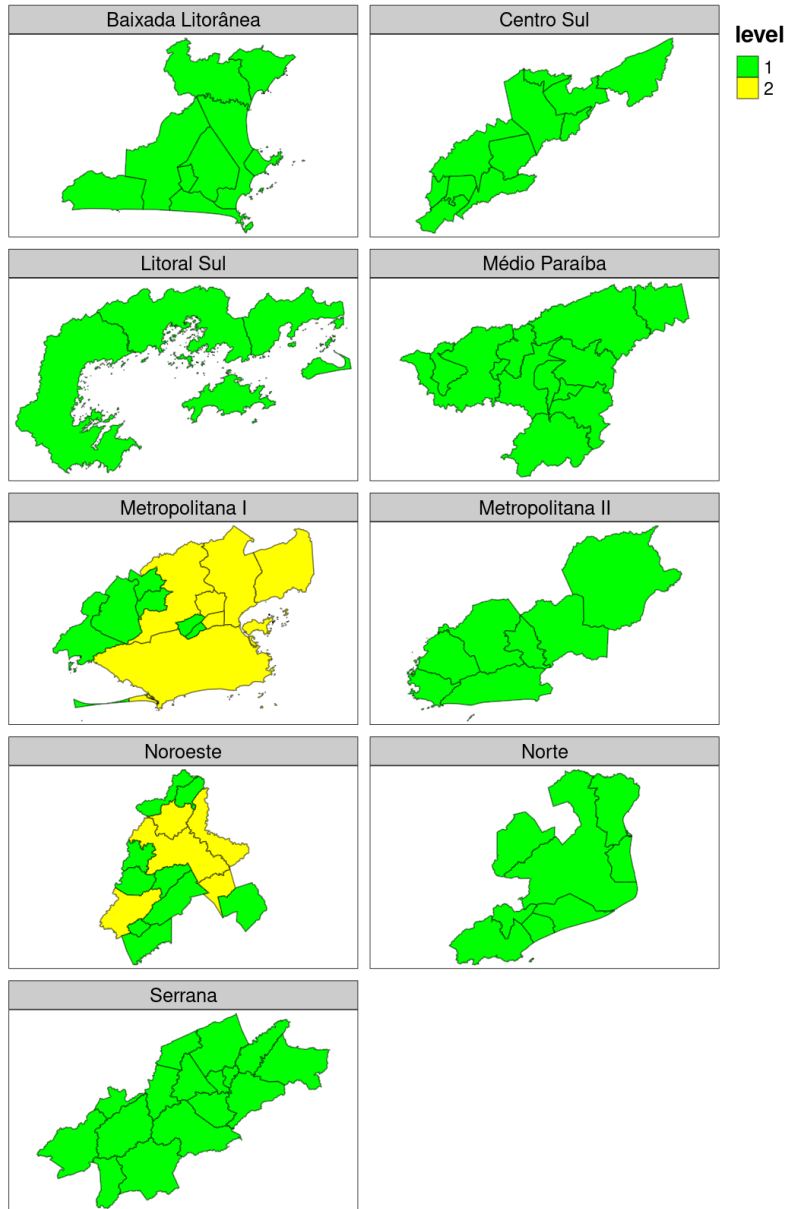 Baixada Litorânea
Centro Sul
level
1
2
Litoral Sul
Médio Paraíba
Metropolitana I
Metropolitana II
Noroeste
Norte
Serrana